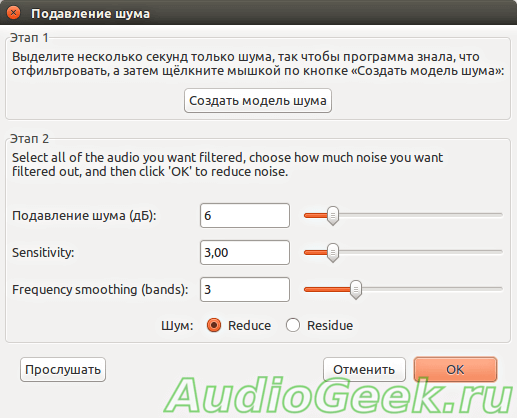 Подавление шума
Этап 1
Выделите несколько секунд только шума, так чтобы программа знала, что
отфильтровать, а затем щёлкните мышкой по кнопке «Создать модель шума»:
Создать модель шума
Этап 2
Select all of the audio you want filtered, choose how much noise you want
filtered out, and then click 'OK' to reduce noise.
Подавление шума (дБ): 6
Sensitivity: 3,00
Frequency smoothing (bands): 3
Шум: Reduce Residue
Прослушать Отменить OK
AudioGeek.ru